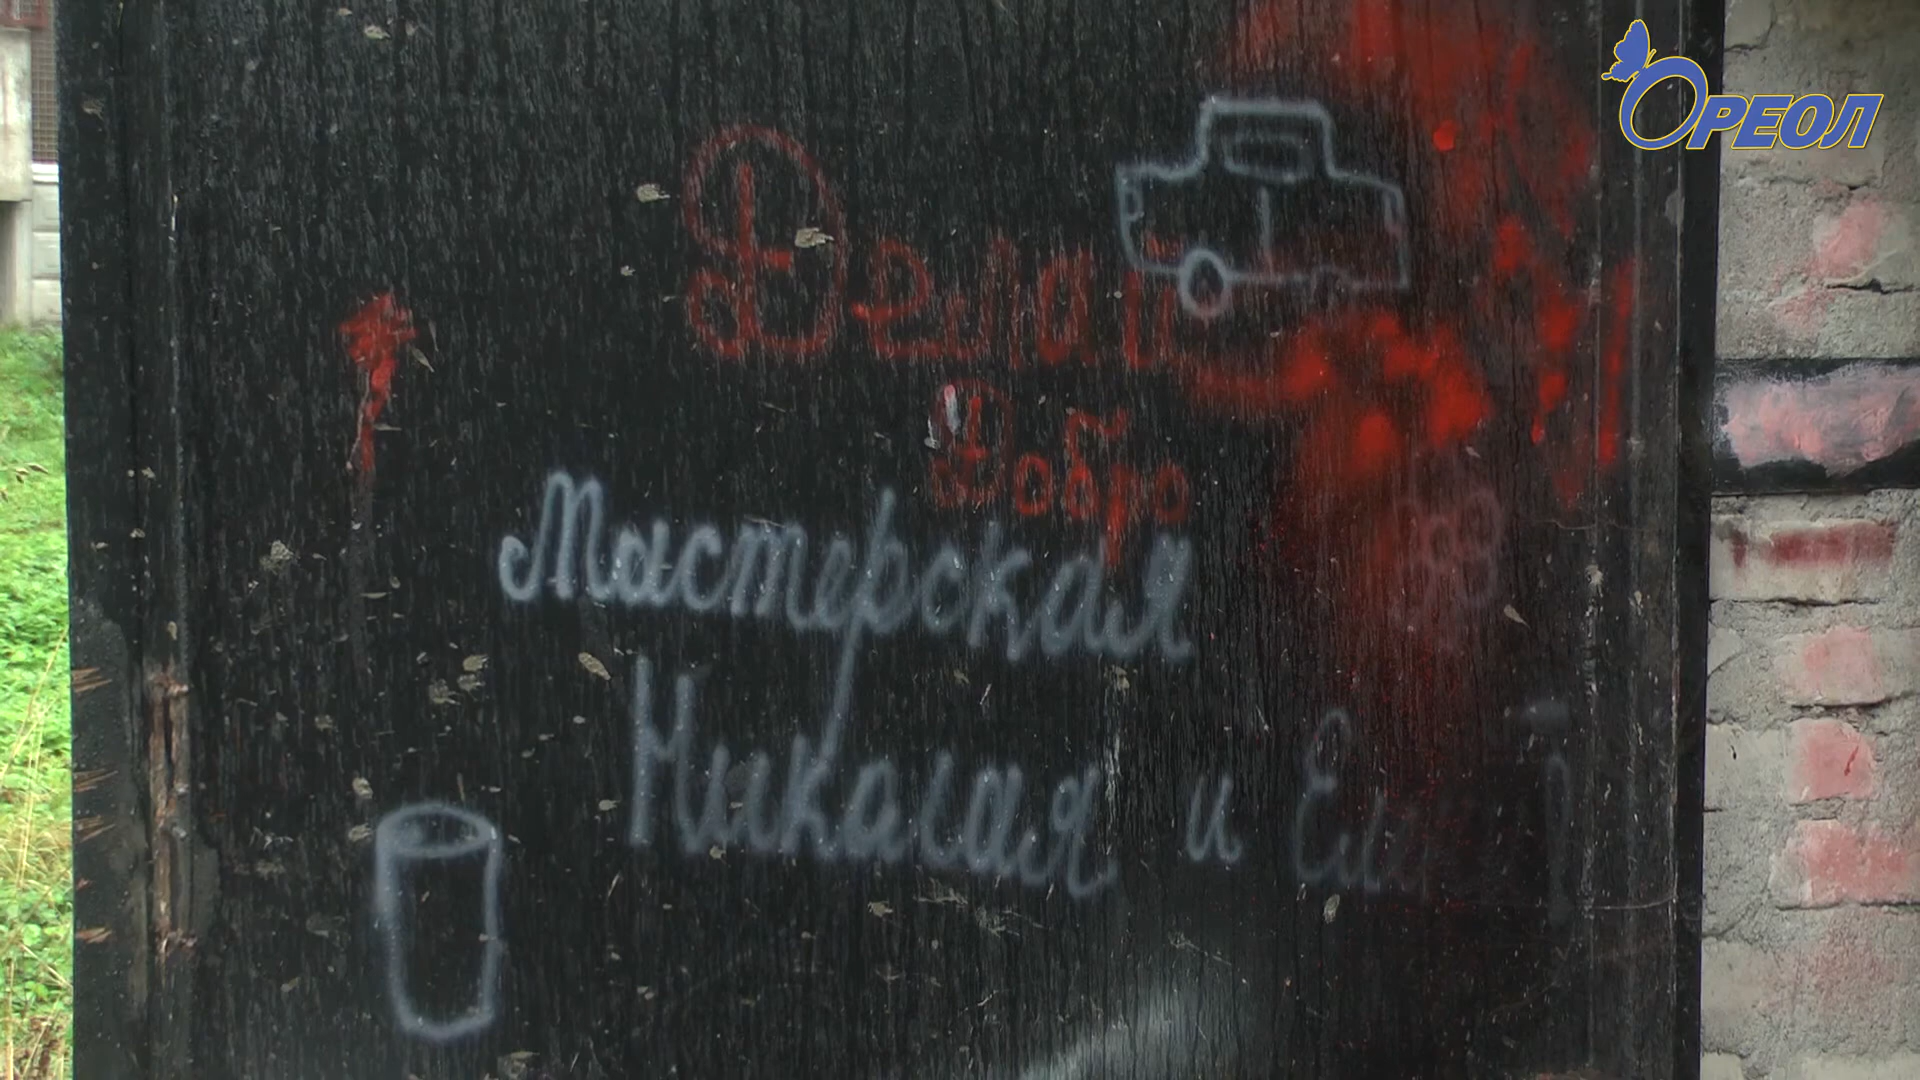 Ореол
Делай
Добро
Мастерская
Николая и